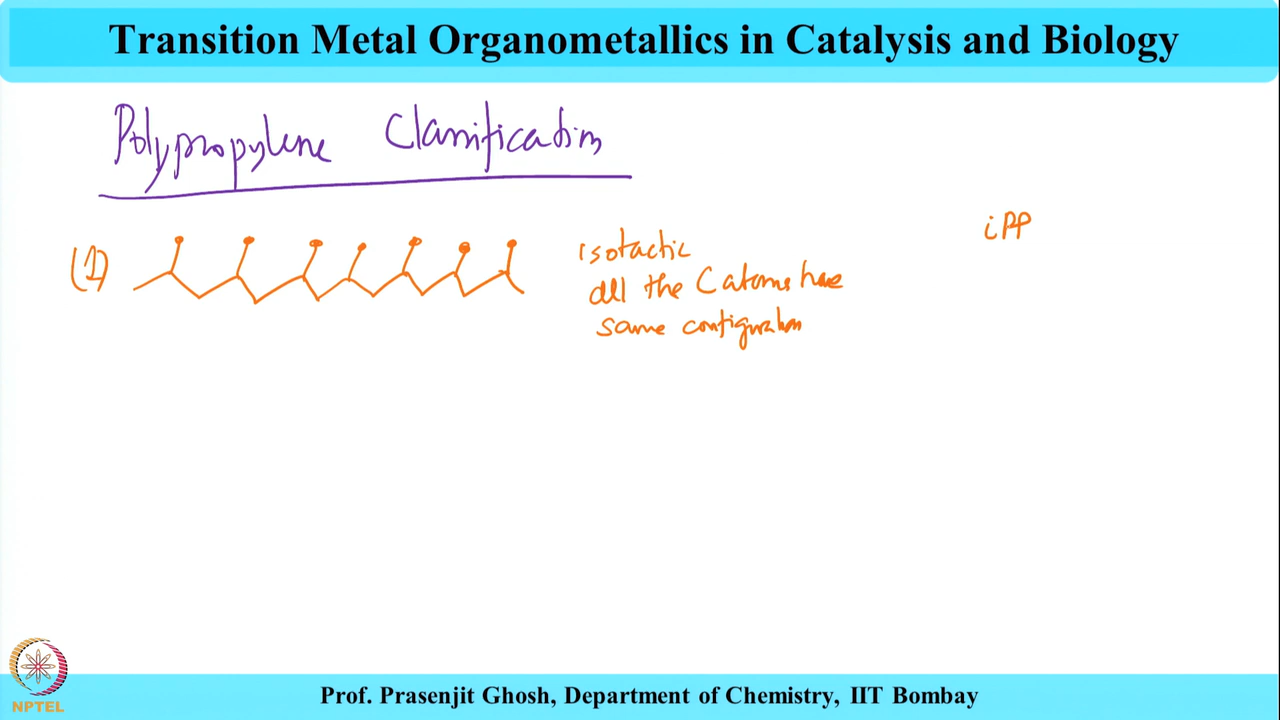 Transition Metal Organometallics in Catalysis and Biology
Polypropylene Classification
(1)
isotactic
all the C atoms have
same configuration
iPP
Prof. Prasenjit Ghosh, Department of Chemistry, IIT Bombay
NPTEL